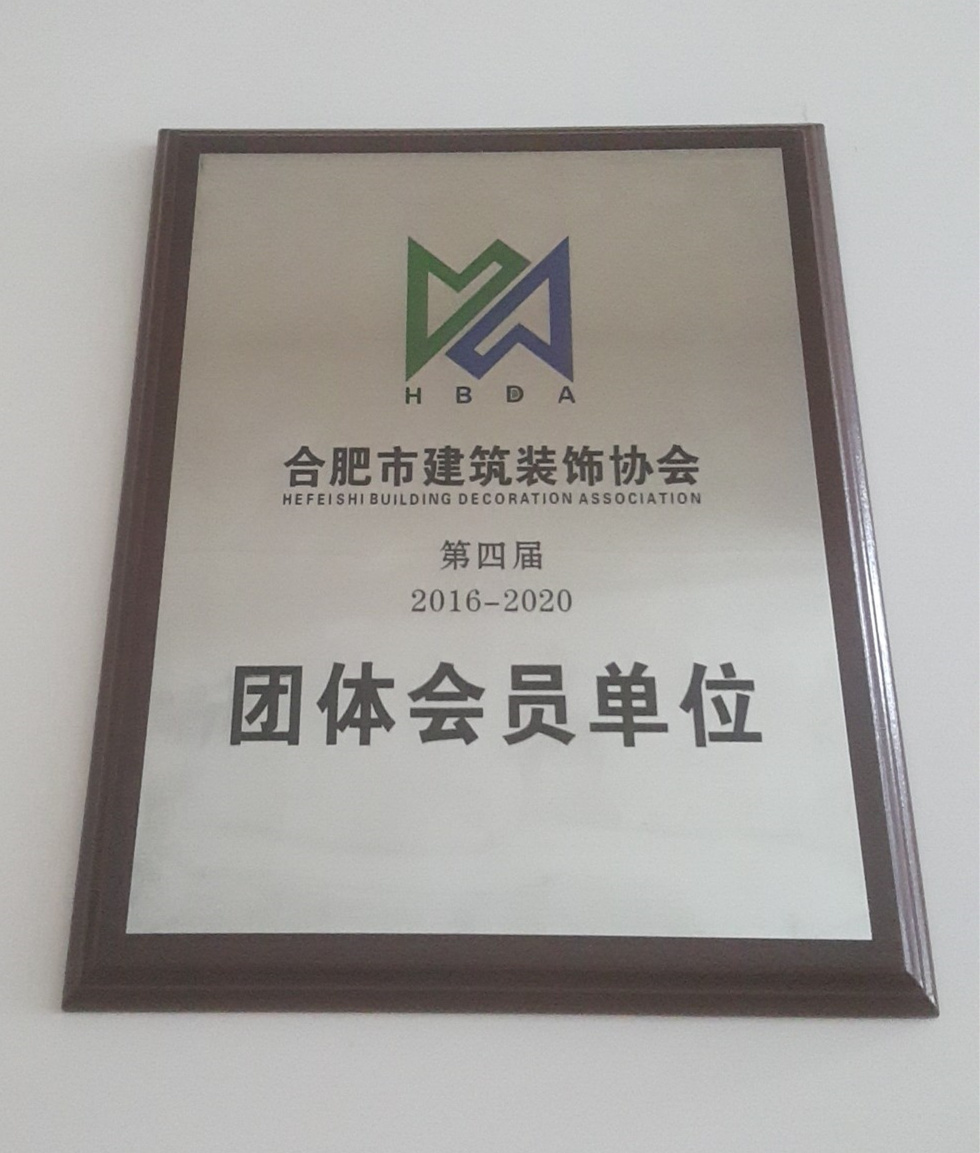 H B D A
合肥市建筑装饰协会
HEFEISHI BUILDING DECORATION ASSOCIATION
第四届
2016-2020
团体会员单位